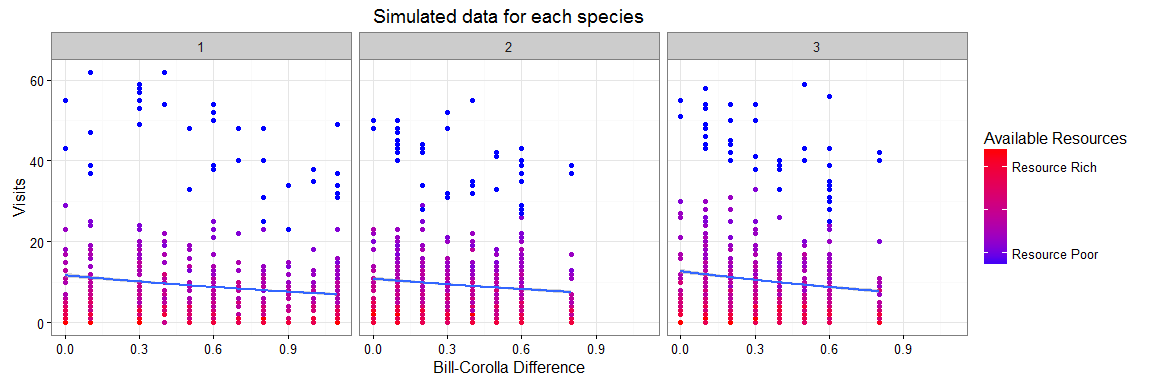 Simulated data for each species
1 2 3
Visits
60
40
20
0
0.0 0.3 0.6 0.9 0.0 0.3 0.6 0.9 0.0 0.3 0.6 0.9
Bill-Corolla Difference
Available Resources
Resource Rich
Resource Poor